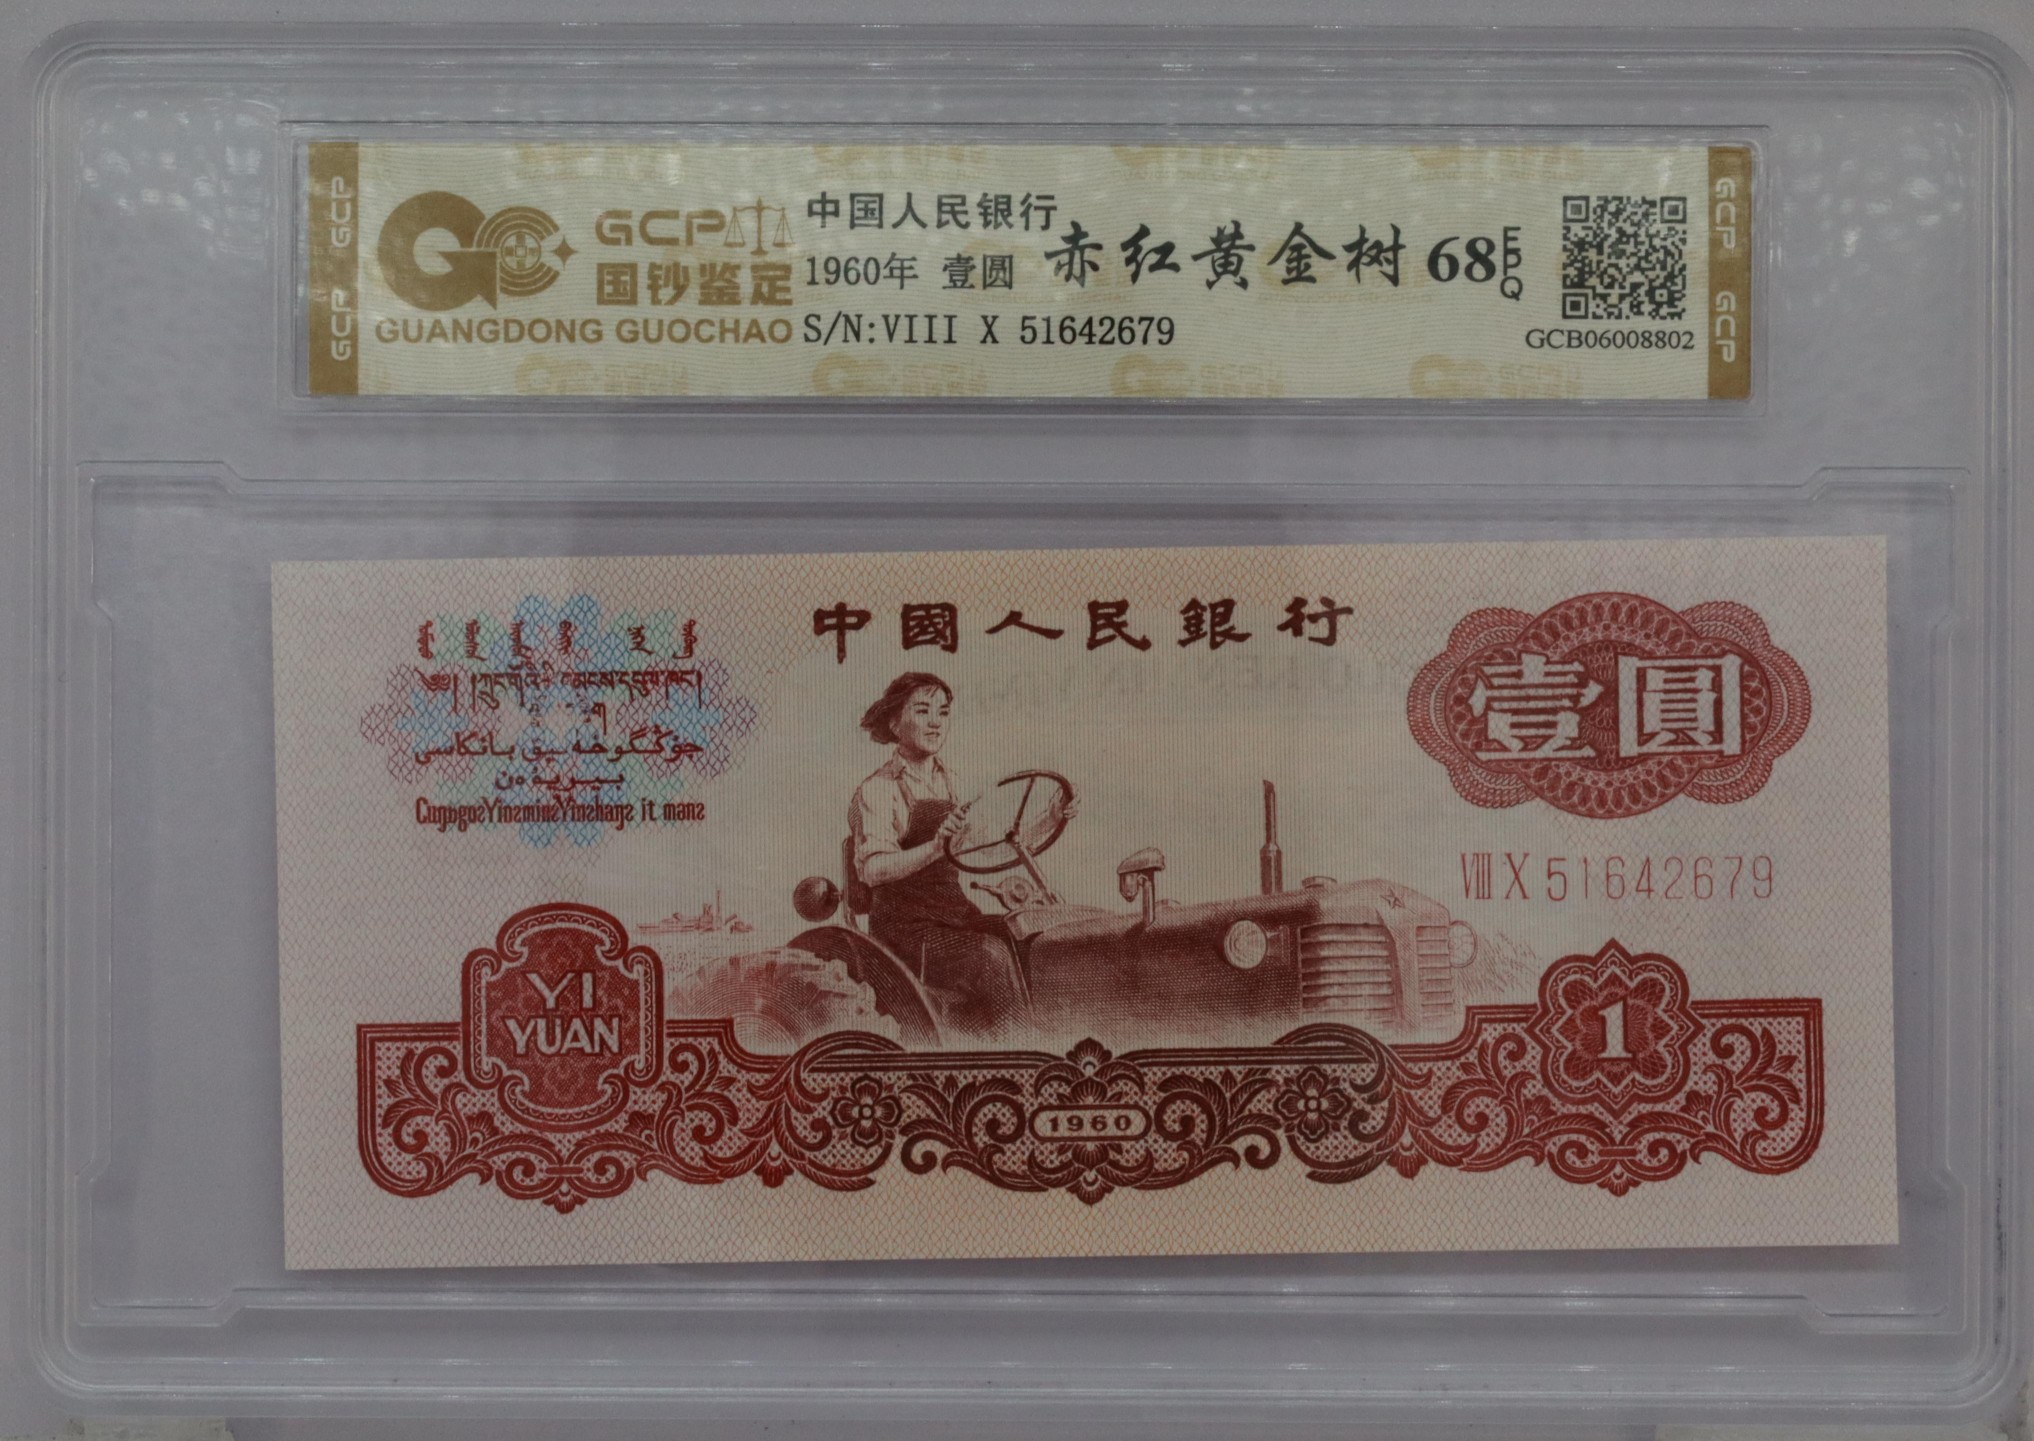 GCP GCP
GCP
国钞鉴定
GUANGDONG GUOCHAO
中国人民银行
1960年 壹圆
赤红黄金树 68 EPQ
S/N:VIII X 51642679
GCB06008802
GCP GCP
中國人民銀行
壹圓
VIII X 51642679
YI
YUAN
1960
1